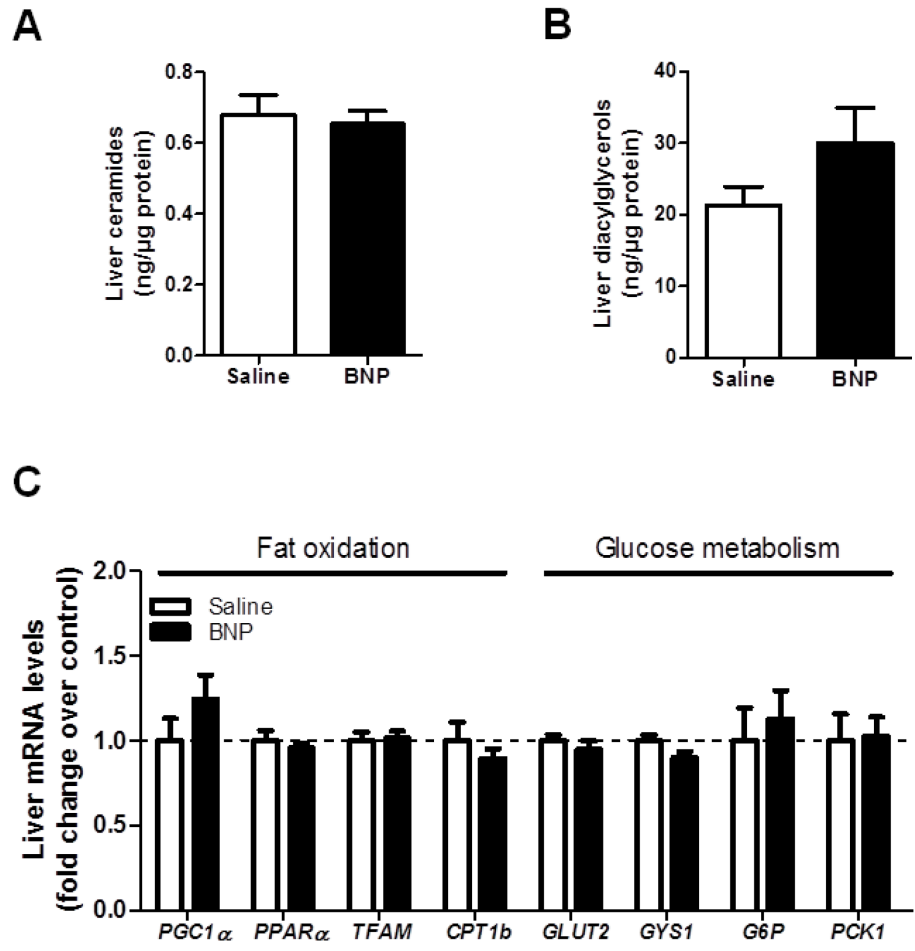 A
Liver ceramides
(ng/µg protein)
0.8
0.6
0.4
0.2
0.0
Saline BNP
B
Liver diacylglycerols
(ng/µg protein)
40
30
20
10
0
Saline BNP
C
Fat oxidation Glucose metabolism
Liver mRNA levels
(fold change over control)
2.0
1.5
1.0
0.5
0.0
Saline
BNP
PGC1α PPARα TFAM CPT1b GLUT2 GYS1 G6P PCK1